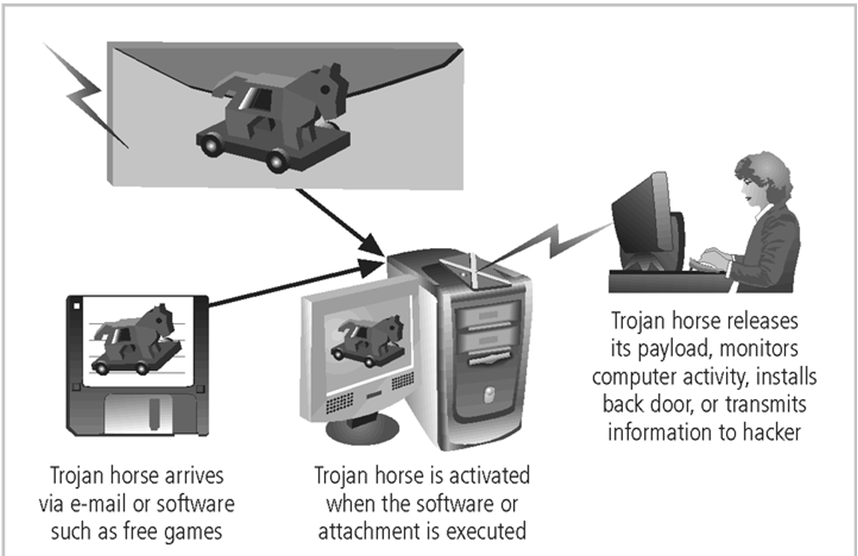 Trojan horse arrives
via e-mail or software
such as free games
Trojan horse is activated
when the software or
attachment is executed
Trojan horse releases
its payload, monitors
computer activity, installs
back door, or transmits
information to hacker